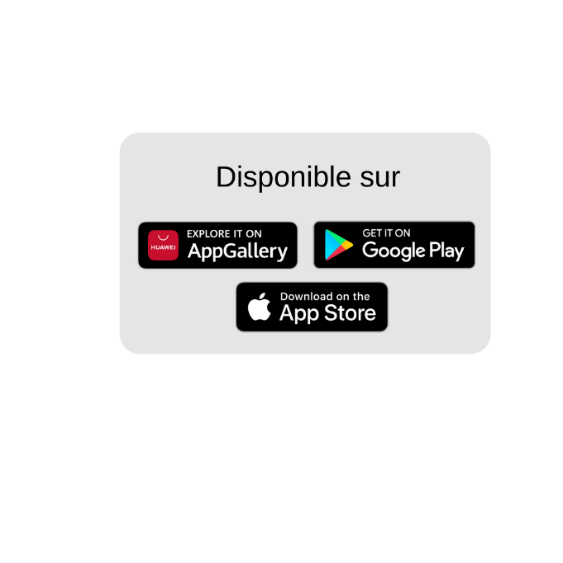 Disponible sur
EXPLORE IT ON
AppGallery
HUAWEI
GET IT ON
Google Play
Download on the
App Store